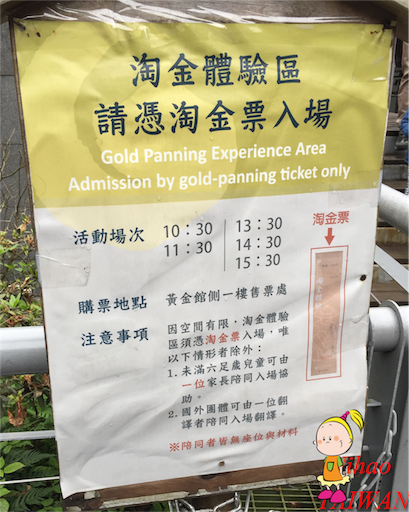 淘金體驗區
請憑淘金票入場
Gold Panning Experience Area
Admission by gold-panning ticket only
活動場次 10：30 13：30
11：30 14：30
15：30
淘金票
購票地點 黃金館側一樓售票處
注意事項 因空間有限，淘金體驗
區須憑淘金票入場，唯
以下情形者除外：
1. 未滿六足歲兒童可由
一位家長陪同入場協
助。
2. 國外團體可由一位翻
譯者陪同入場翻譯。
※陪同者皆無座位與材料
ihao
TAIWAN